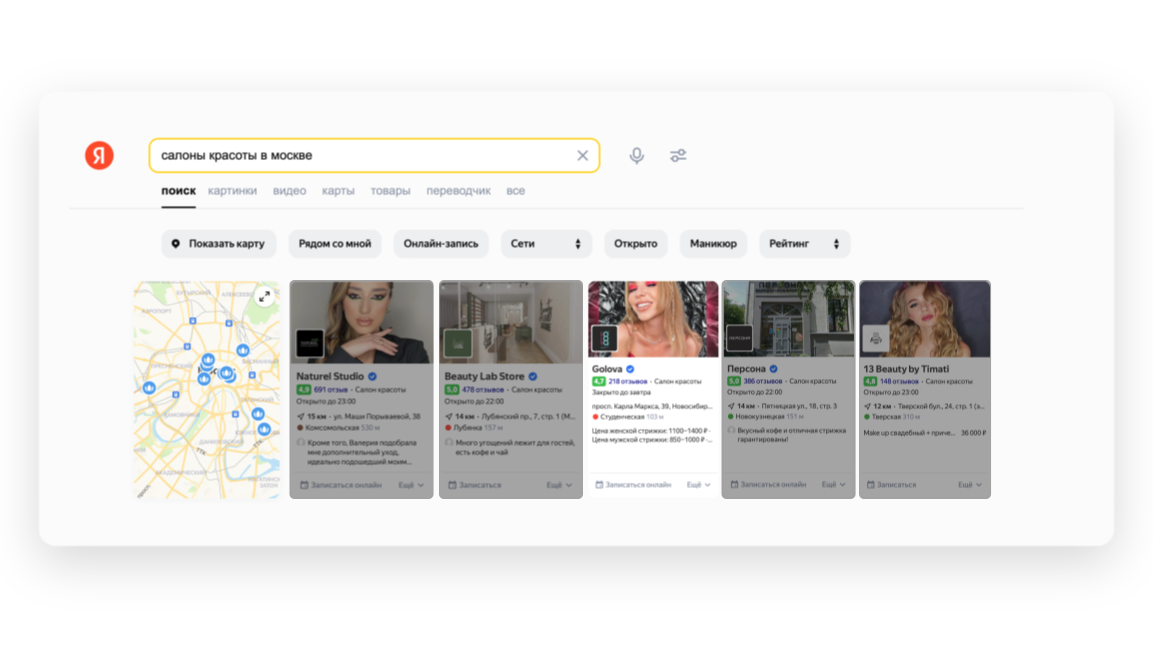 Я
салоны красоты в москве
поиск картинки видео карты товары переводчик все
Показать карту
Рядом со мной
Онлайн-запись
Сети
Открыто
Маникюр
Рейтинг
Naturel Studio
4,9 691 отзыв · Салон красоты
Открыто до 23:00
15 км · ул. Маши Порываевой, 38
Комсомольская 530 м
Кроме того, Валерия подобрала
мне дополнительный уход,
идеально подошедший моим...
Записаться онлайн Ещё
Beauty Lab Store
5,0 478 отзывов · Салон красоты
Открыто до 22:00
14 км · Лубянский пр., 7, стр. 1 (М...
Лубянка 157 м
Много угощений лежит для гостей,
есть кофе и чай
Записаться Ещё
Golova
4,7 218 отзывов · Салон красоты
Закрыто до завтра
просп. Карла Маркса, 39, Новосибир...
Студенческая 103 м
Цена женской стрижки: 1100–1400 ₽ ·
Цена мужской стрижки: 850–1000 ₽ ·...
Записаться онлайн Ещё
Персона
5,0 386 отзывов · Салон красоты
Открыто до 22:00
14 км · Пятницкая ул., 18, стр. 3
Новокузнецкая 151 м
Вкусный кофе и отличная стрижка
гарантированы!
Записаться онлайн Ещё
13 Beauty by Timati
4,8 148 отзывов · Салон красоты
Открыто до 23:00
12 км · Тверской бул., 24, стр. 1 (э...
Тверская 310 м
Make up свадебный + приче... 36 000 ₽
Записаться Ещё